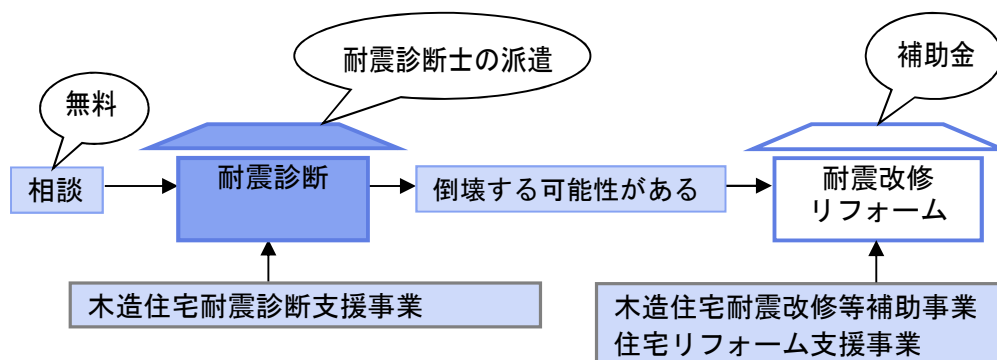 無料
耐震診断士の派遣
補助金
相談
耐震診断
倒壊する可能性がある
耐震改修
リフォーム
木造住宅耐震診断支援事業
木造住宅耐震改修等補助事業
住宅リフォーム支援事業